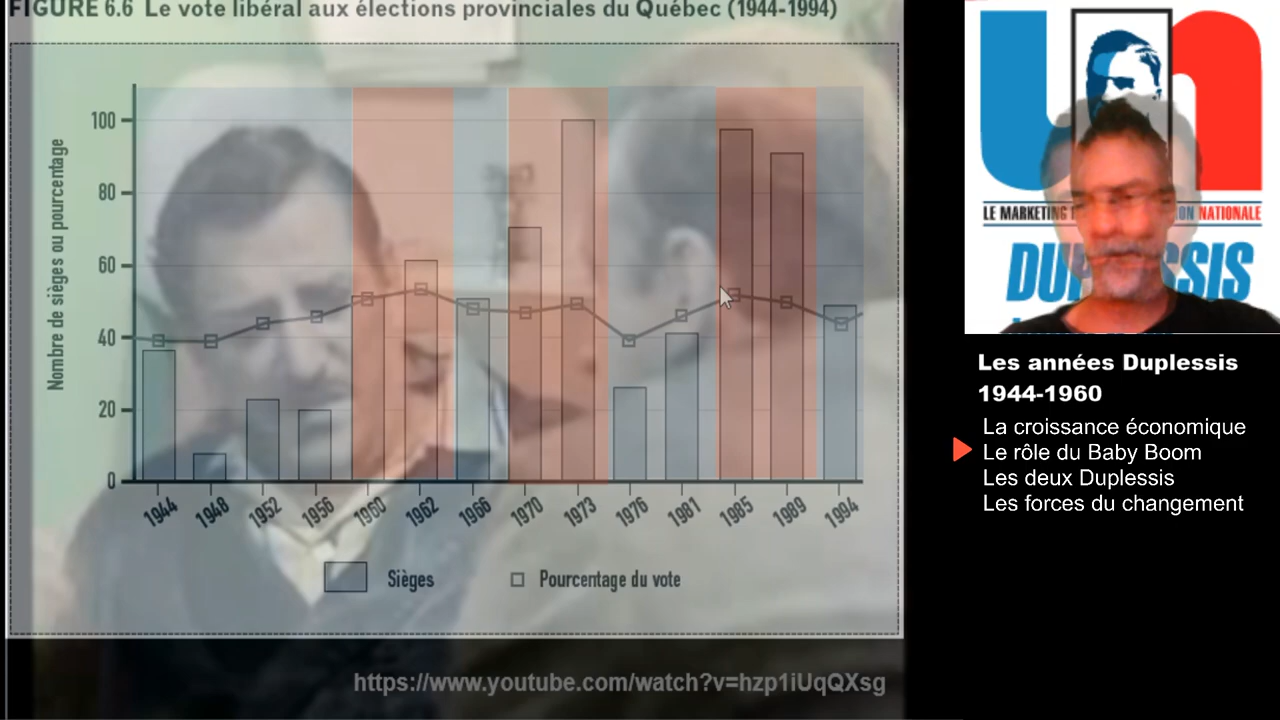 FIGURE 6.6 Le vote libéral aux élections provinciales du Québec (1944-1994)
Nombre de sièges ou pourcentage
100
80
60
40
20
0
1944 1948 1952 1956 1960 1962 1966 1970 1973 1976 1981 1985 1989 1994
Sièges
Pourcentage du vote
https://www.youtube.com/watch?v=hzp1iUqQXsg
un
LE MARKETING
NATIONALE
Les années Duplessis
1944-1960
La croissance économique
Le rôle du Baby Boom
Les deux Duplessis
Les forces du changement